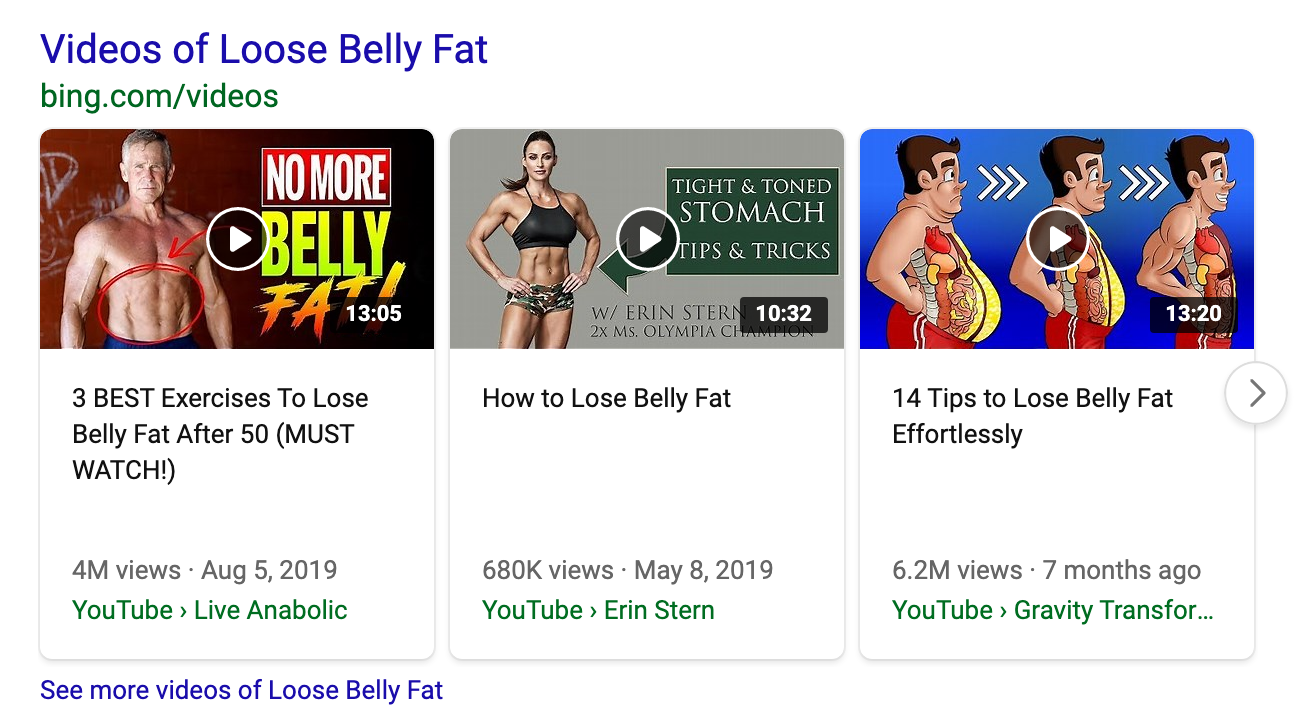 Videos of Loose Belly Fat
bing.com/videos
NO MORE
BELLY
FAT!
13:05
3 BEST Exercises To Lose
Belly Fat After 50 (MUST
WATCH!)
4M views · Aug 5, 2019
YouTube › Live Anabolic
TIGHT & TONED
STOMACH
TIPS & TRICKS
W/ ERIN STERN
2X MS. OLYMPIA CHAMPION
10:32
How to Lose Belly Fat
680K views · May 8, 2019
YouTube › Erin Stern
13:20
14 Tips to Lose Belly Fat
Effortlessly
6.2M views · 7 months ago
YouTube › Gravity Transfor...
See more videos of Loose Belly Fat